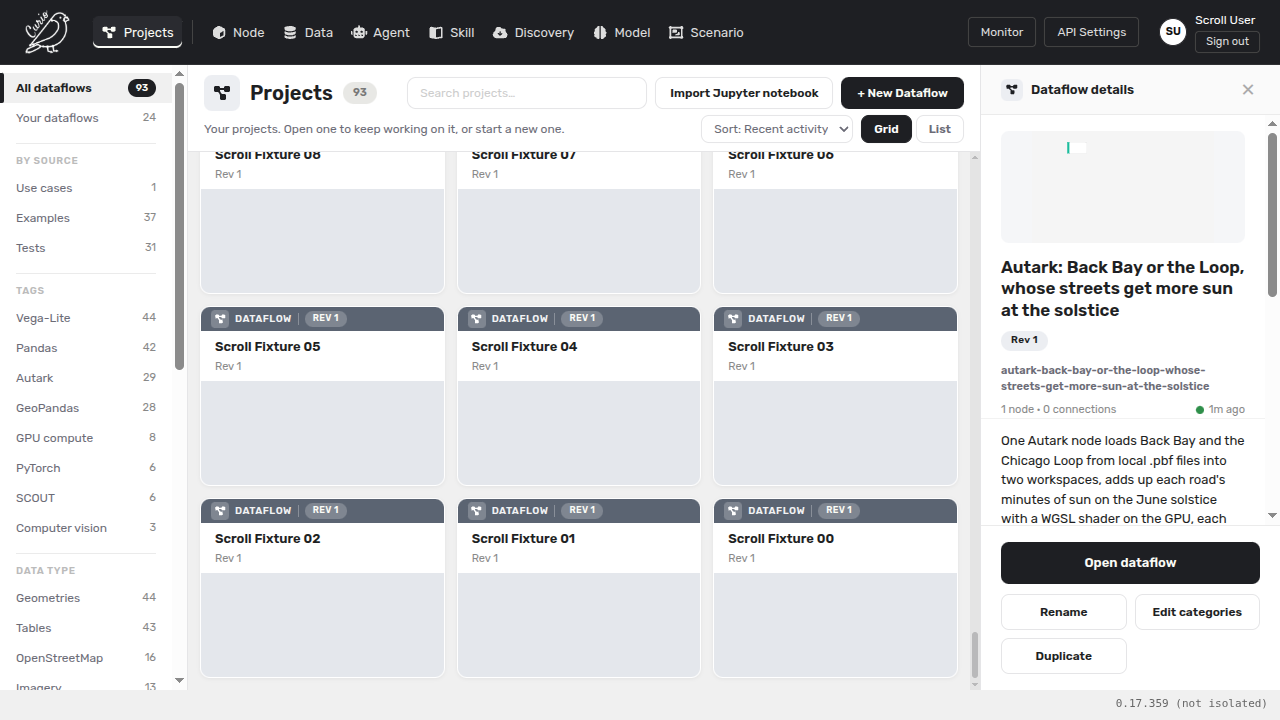 Curio
Projects
Node
Data
Agent
Skill
Discovery
Model
Scenario
Monitor
API Settings
SU
Scroll User
Sign out
All dataflows 93
Your dataflows 24
BY SOURCE
Use cases 1
Examples 37
Tests 31
TAGS
Vega-Lite 44
Pandas 42
Autark 29
GeoPandas 28
GPU compute 8
PyTorch 6
SCOUT 6
Computer vision 3
DATA TYPE
Geometries 44
Tables 43
OpenStreetMap 16
Imagery 13
Projects 93
Search projects...
Import Jupyter notebook
+ New Dataflow
Your projects. Open one to keep working on it, or start a new one.
Sort: Recent activity
Grid
List
Scroll Fixture 08
Rev 1
Scroll Fixture 07
Rev 1
Scroll Fixture 06
Rev 1
DATAFLOW REV 1
Scroll Fixture 05
Rev 1
DATAFLOW REV 1
Scroll Fixture 04
Rev 1
DATAFLOW REV 1
Scroll Fixture 03
Rev 1
DATAFLOW REV 1
Scroll Fixture 02
Rev 1
DATAFLOW REV 1
Scroll Fixture 01
Rev 1
DATAFLOW REV 1
Scroll Fixture 00
Rev 1
Dataflow details
Autark: Back Bay or the Loop,
whose streets get more sun
at the solstice
Rev 1
autark-back-bay-or-the-loop-whose-
streets-get-more-sun-at-the-solstice
1 node • 0 connections
1m ago
One Autark node loads Back Bay and the
Chicago Loop from local .pbf files into
two workspaces, adds up each road's
minutes of sun on the June solstice
with a WGSL shader on the GPU, each
Open dataflow
Rename
Edit categories
Duplicate
0.17.359 (not isolated)